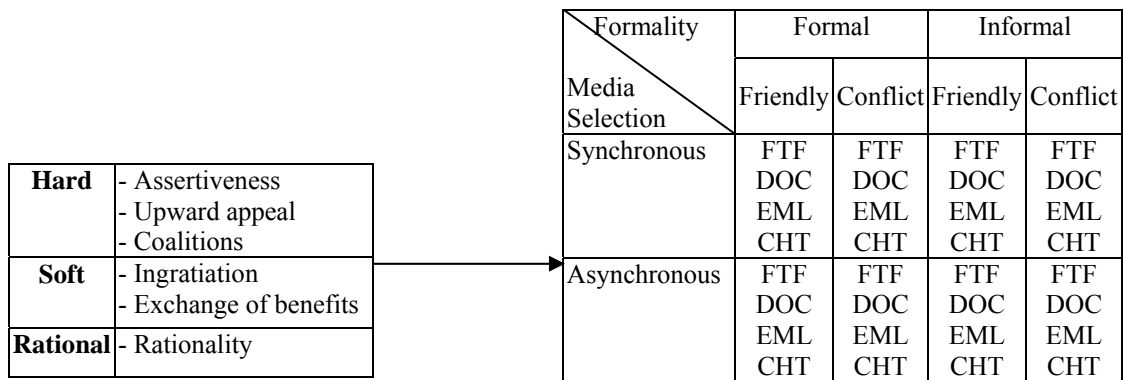 Formality Formal Informal
Media
Selection
Friendly Conflict Friendly Conflict
Synchronous FTF FTF FTF FTF
DOC DOC DOC DOC
EML EML EML EML
CHT CHT CHT CHT
Asynchronous FTF FTF FTF FTF
DOC DOC DOC DOC
EML EML EML EML
CHT CHT CHT CHT
Hard - Assertiveness
- Upward appeal
- Coalitions
Soft - Ingratiation
- Exchange of benefits
Rational - Rationality